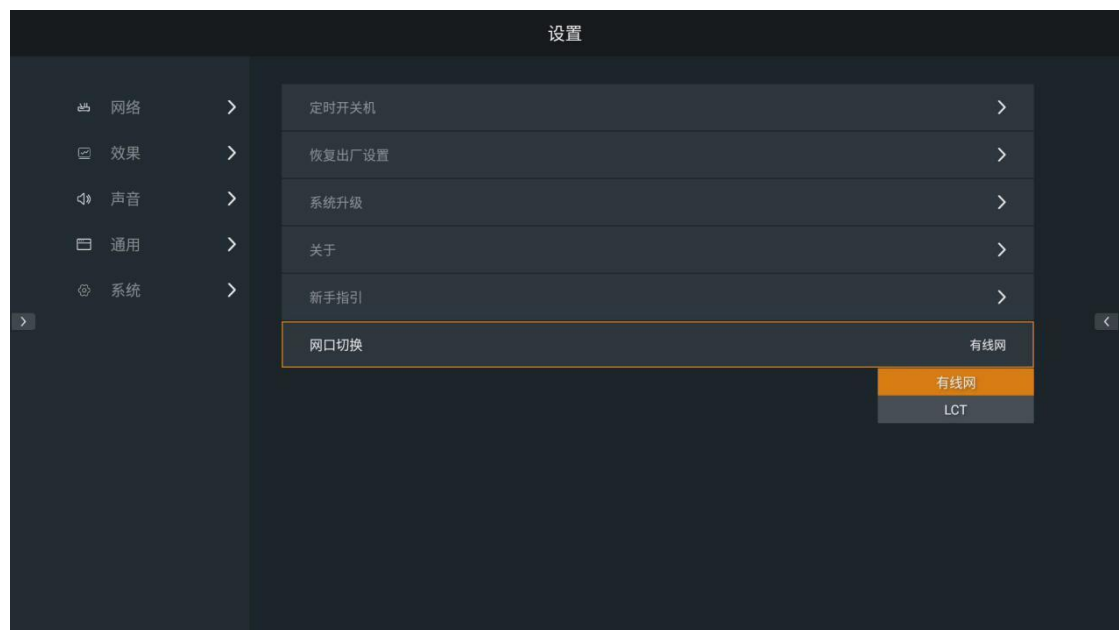 设置
网络
效果
声音
通用
系统
定时开关机
恢复出厂设置
系统升级
关于
新手指引
网口切换 有线网
有线网
LCT